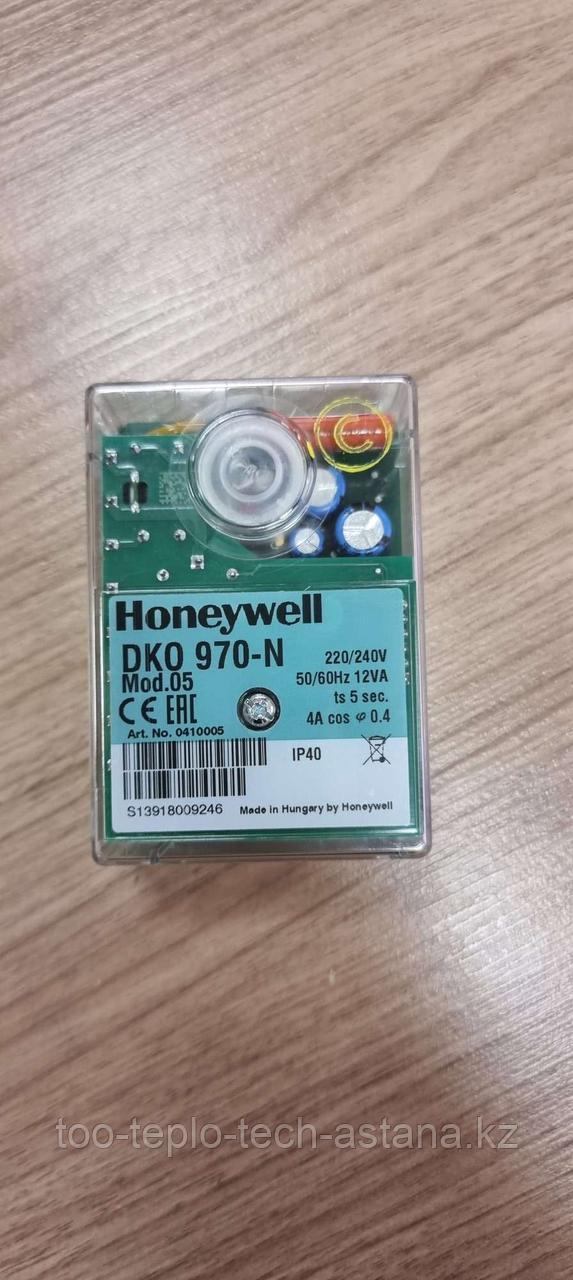 C
Honeywell
DKO 970-N
Mod.05
220/240V
50/60Hz 12VA
ts 5 sec.
4A cos φ 0.4
CE EAC
Art. No. 0410005
IP40
S13918009246
Made in Hungary by Honeywell
too-teplo-tech-astana.kz